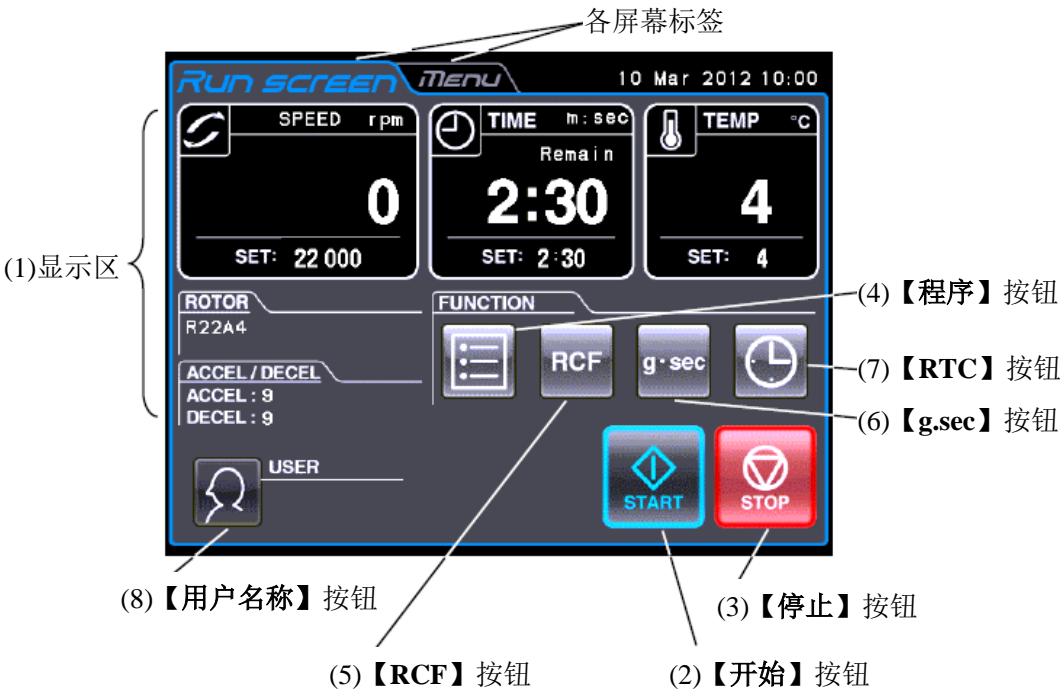 各屏幕标签
Run screen Menu 10 Mar 2012 10:00
SPEED rpm
0
SET: 22 000
TIME m:sec
Remain
2:30
SET: 2:30
TEMP °C
4
SET: 4
(1)显示区
ROTOR
R22A4
ACCEL/DECEL
ACCEL:9
DECEL:9
FUNCTION
RCF
g·sec
(4)【程序】按钮
(7)【RTC】按钮
(6)【g.sec】按钮
USER
START
STOP
(8)【用户名称】按钮
(3)【停止】按钮
(5)【RCF】按钮
(2)【开始】按钮